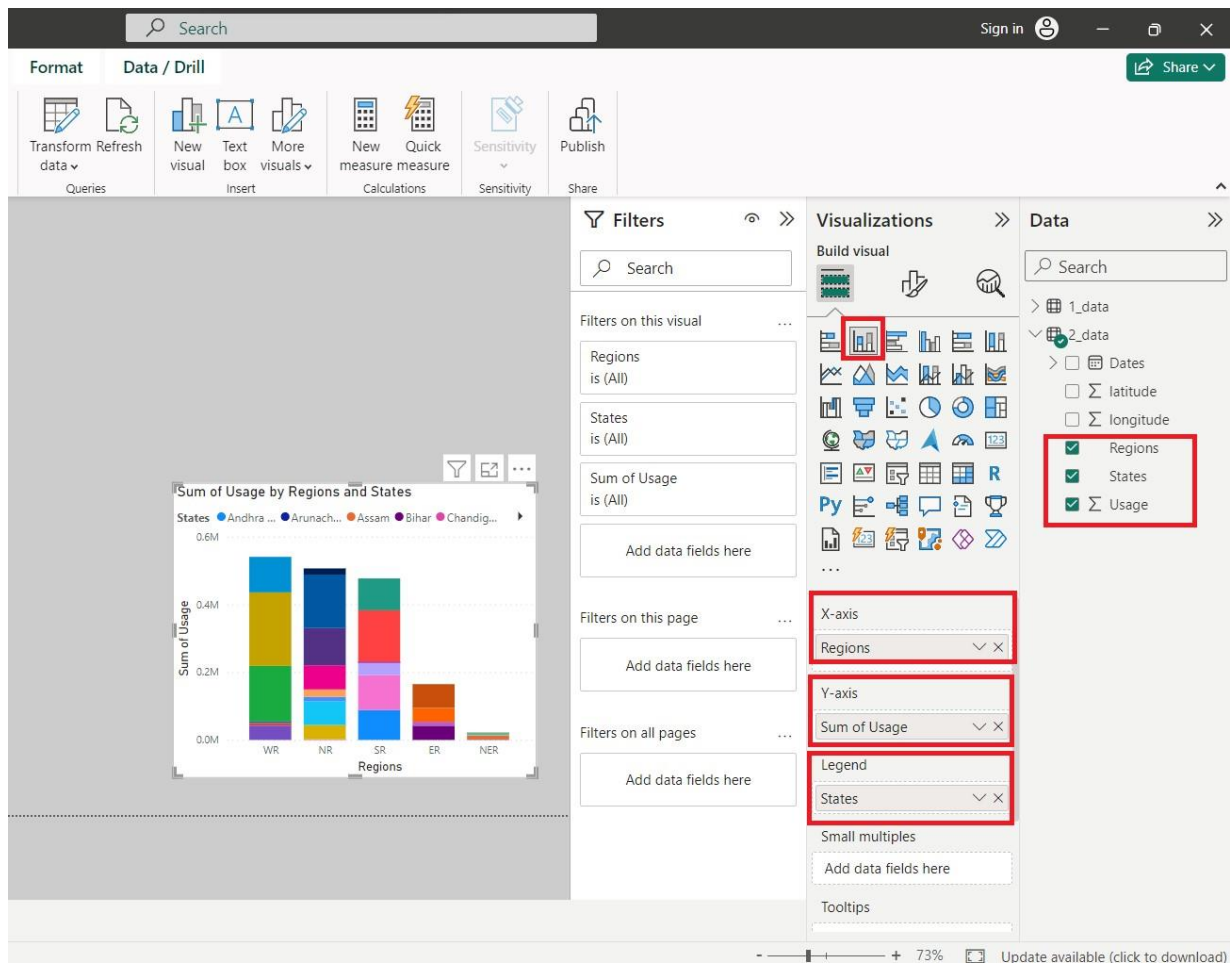 Search
Sign in
Format Data / Drill
Share
Transform data
Refresh
New visual
Text box
More visuals
New measure
Quick measure
Sensitivity
Publish
Queries
Insert
Calculations
Sensitivity
Share
Filters
Search
Filters on this visual ...
Regions
is (All)
States
is (All)
Sum of Usage
is (All)
Add data fields here
Filters on this page ...
Add data fields here
Filters on all pages ...
Add data fields here
Visualizations
Build visual
123
R
Py
123
...
X-axis
Regions
Y-axis
Sum of Usage
Legend
States
Small multiples
Add data fields here
Tooltips
Data
Search
1_data
2_data
Dates
Σ latitude
Σ longitude
Regions
States
Σ Usage
Sum of Usage by Regions and States
States Andhra ... Arunach... Assam Bihar Chandig...
0.6M
0.4M
0.2M
0.0M
Sum of Usage
WR NR SR ER NER
Regions
- + 73% Update available (click to download)